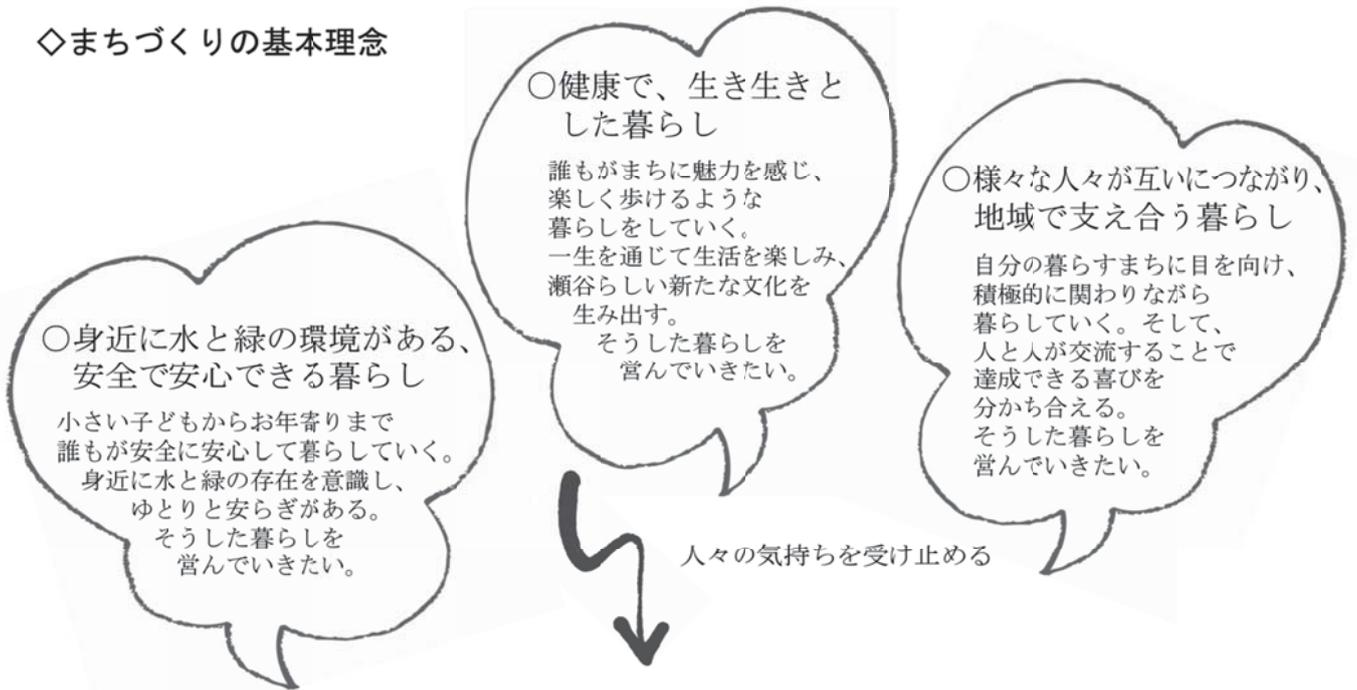 ◇まちづくりの基本理念
○身近に水と緑の環境がある、
安全で安心できる暮らし
小さい子どもからお年寄りまで
誰もが安全に安心して暮らしていく。
身近に水と緑の存在を意識し、
ゆとりと安らぎがある。
そうした暮らしを
営んでいきたい。
○健康で、生き生きと
した暮らし
誰もがまちに魅力を感じ、
楽しく歩けるような
暮らしをしていく。
一生を通じて生活を楽しみ、
瀬谷らしい新たな文化を
生み出す。
そうした暮らしを
営んでいきたい。
○様々な人々が互いにつながり、
地域で支え合う暮らし
自分の暮らすまちに目を向け、
積極的に関わりながら
暮らしていく。そして、
人と人が交流することで
達成できる喜びを
分かち合える。
そうした暮らしを
営んでいきたい。
人々の気持ちを受け止める